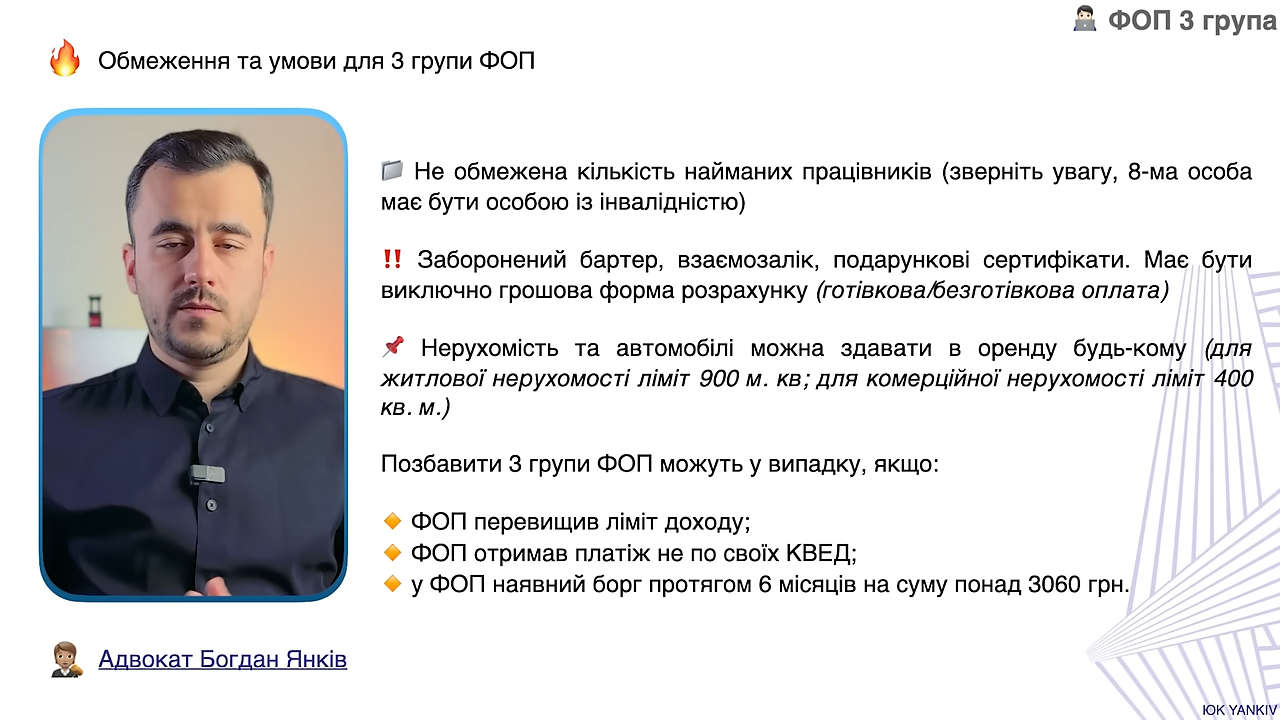 ФОП 3 група
Обмеження та умови для 3 групи ФОП
Не обмежена кількість найманих працівників (зверніть увагу, 8-ма особа
має бути особою із інвалідністю)
Заборонений бартер, взаємозалік, подарункові сертифікати. Має бути
виключно грошова форма розрахунку (готівкова/безготівкова оплата)
Нерухомість та автомобілі можна здавати в оренду будь-кому (для
житлової нерухомості ліміт 900 м. кв; для комерційної нерухомості ліміт 400
кв. м.)
Позбавити 3 групи ФОП можуть у випадку, якщо:
ФОП перевищив ліміт доходу;
ФОП отримав платіж не по своїх КВЕД;
у ФОП наявний борг протягом 6 місяців на суму понад 3060 грн.
Адвокат Богдан Янків
ЮК YANKIV